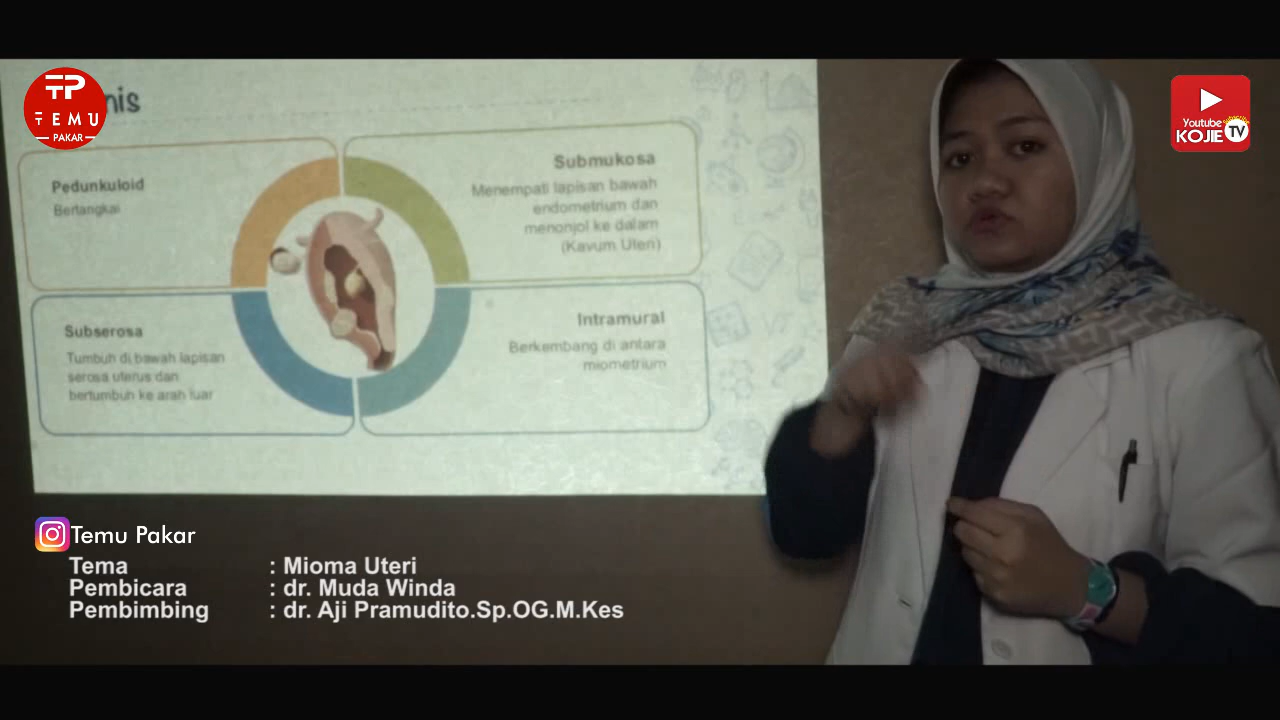 TP
TEMU
PAKAR
nis
Pedunkuloid
Bertangkai
Submukosa
Menempati lapisan bawah
endometrium dan
menonjol ke dalam
(Kavum Uteri)
Subserosa
Tumbuh di bawah lapisan
serosa uterus dan
bertumbuh ke arah luar
Intramural
Berkembang di antara
miometrium
Youtube
KOJIE TV
Temu Pakar
Tema : Mioma Uteri
Pembicara : dr. Muda Winda
Pembimbing : dr. Aji Pramudito.Sp.OG.M.Kes